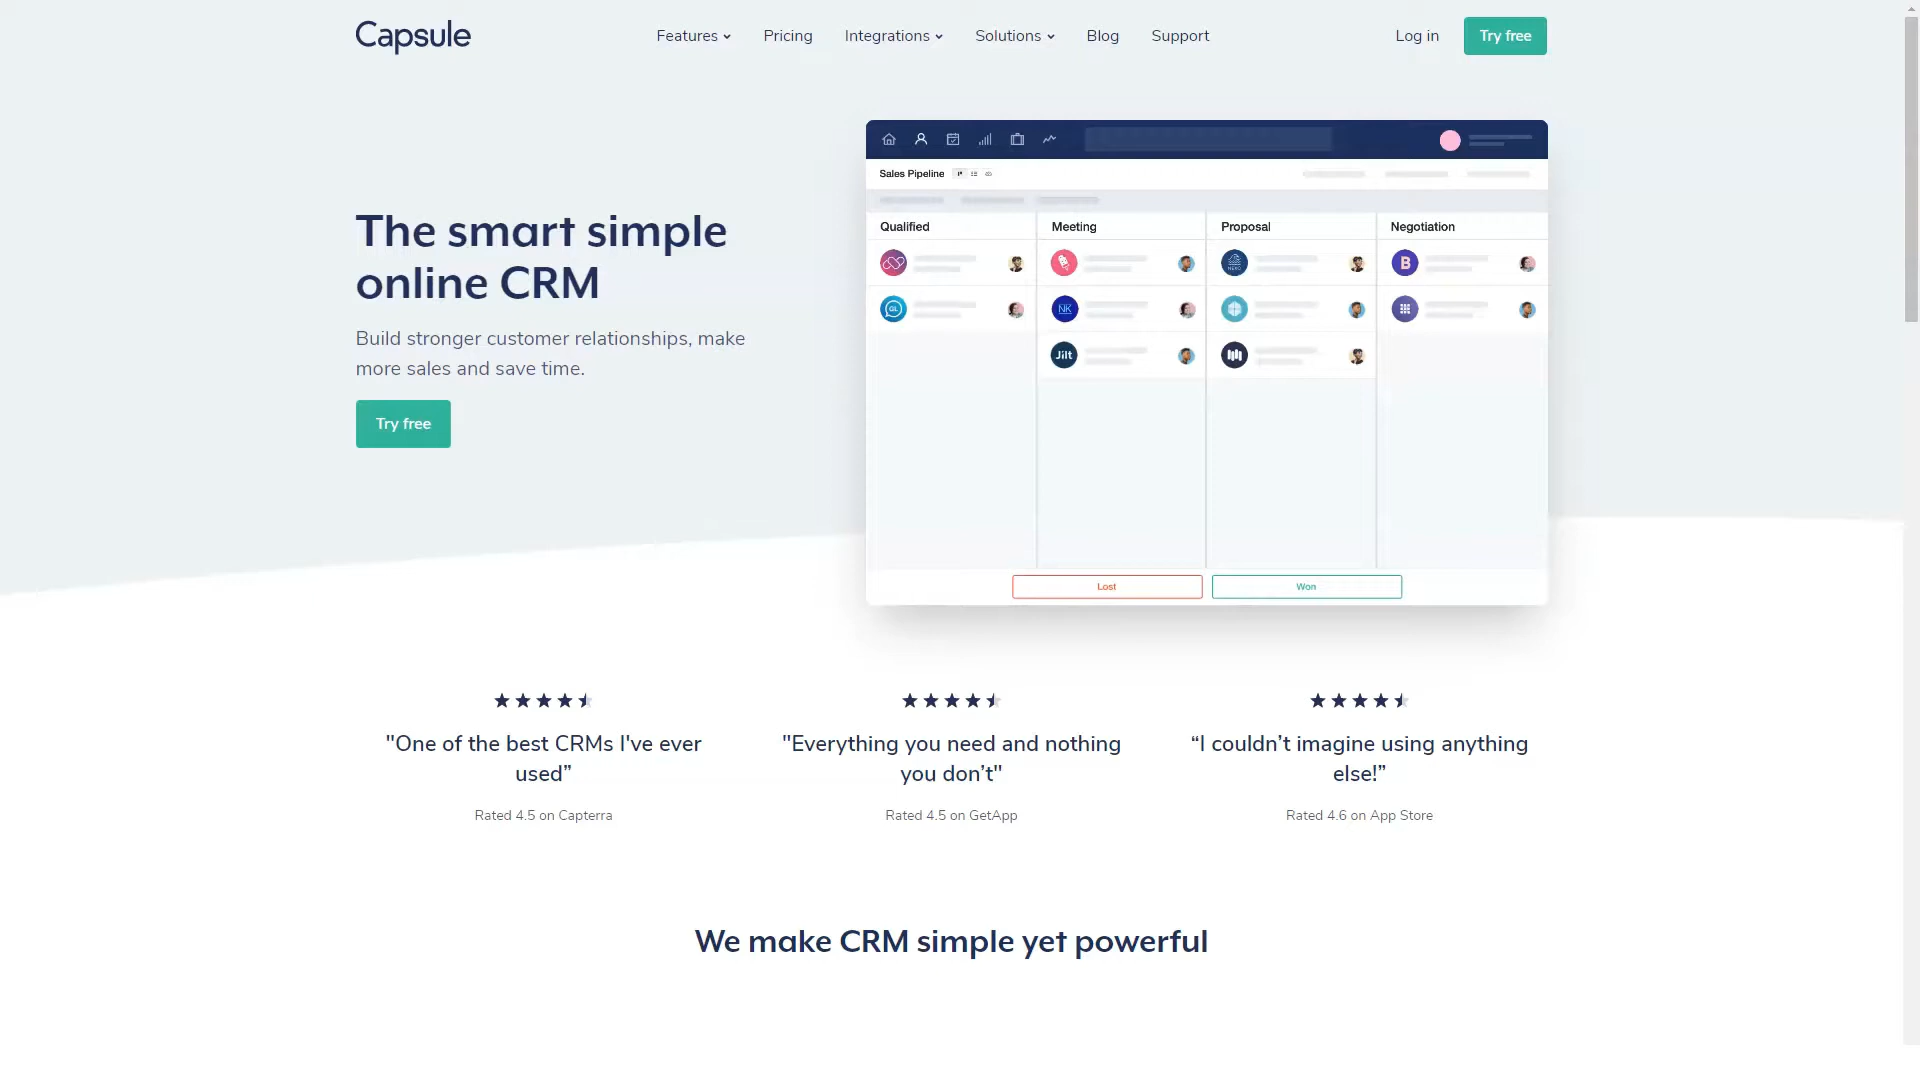 Capsule
Features
Pricing
Integrations
Solutions
Blog
Support
Log in
Try free
The smart simple
online CRM
Build stronger customer relationships, make
more sales and save time.
Try free
Sales Pipeline
Qualified
Meeting
Proposal
Negotiation
B
GL
NK
Jilt
Lost
Won
"One of the best CRMs I've ever
used”
Rated 4.5 on Capterra
"Everything you need and nothing
you don’t"
Rated 4.5 on GetApp
“I couldn’t imagine using anything
else!”
Rated 4.6 on App Store
We make CRM simple yet powerful